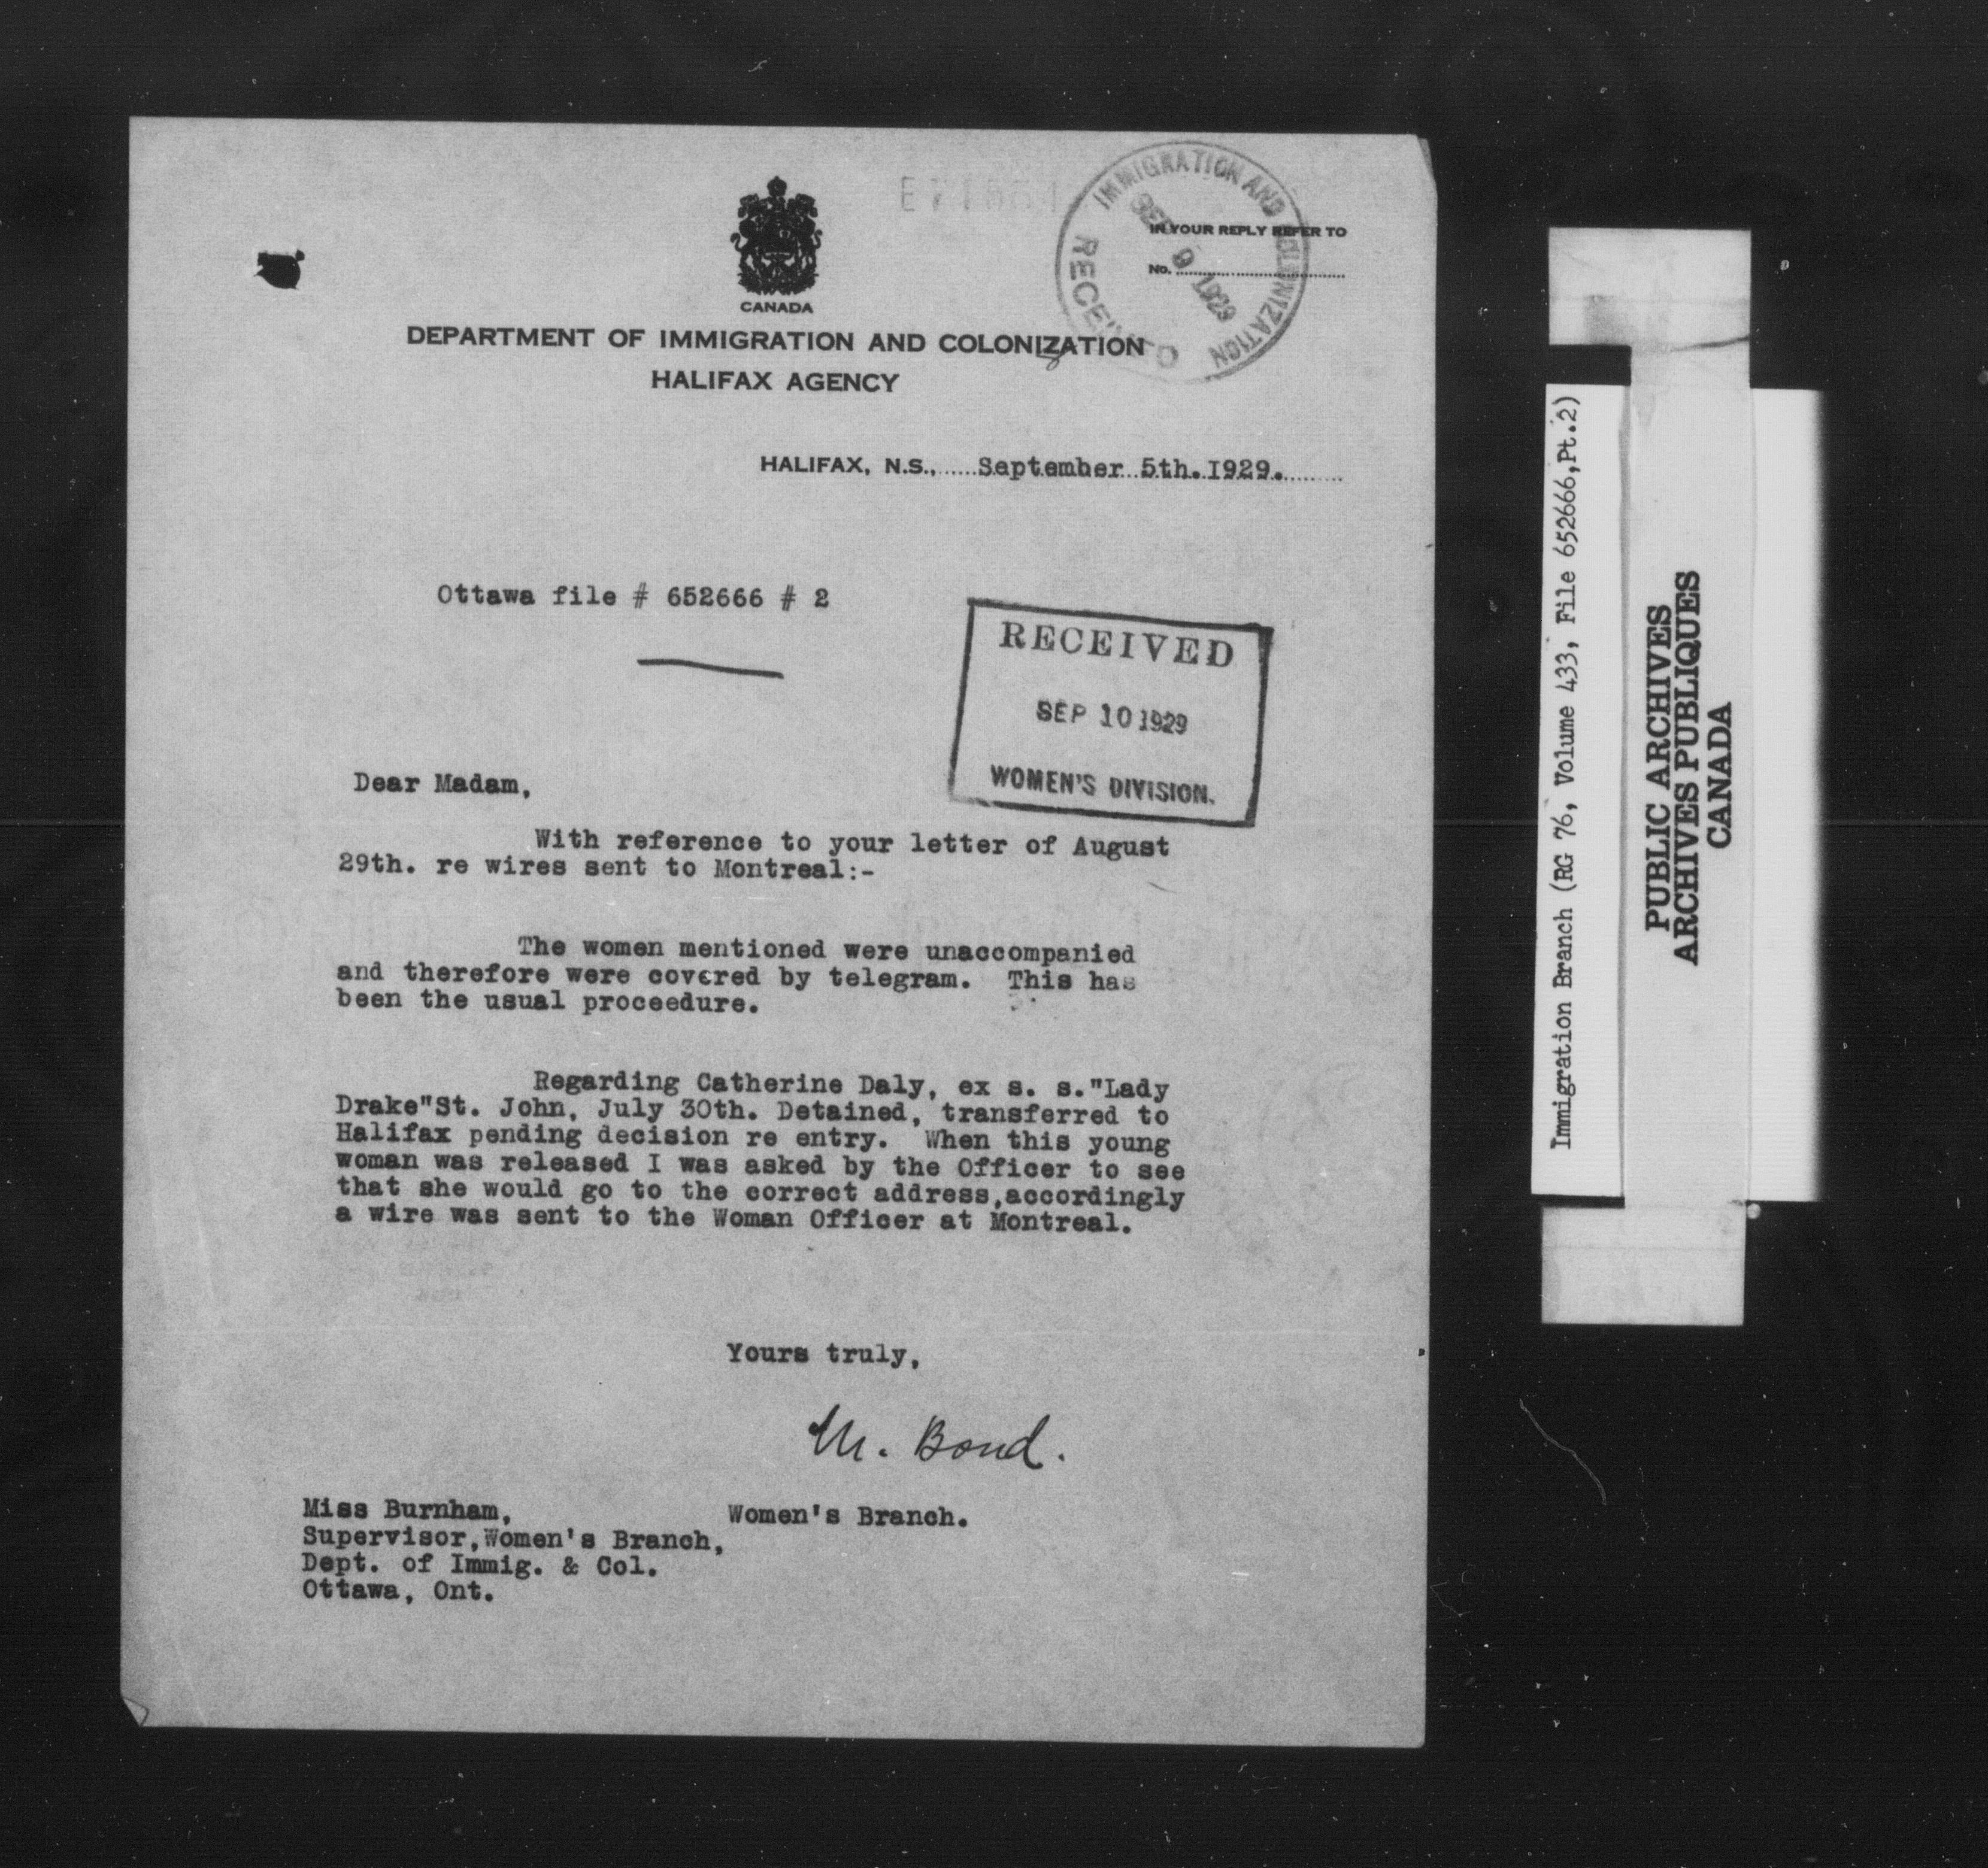 IMMIGRATION AND COLONIZATION
RECEIVED
SEP 9 1929
IN YOUR REPLY REFER TO
No.
CANADA
DEPARTMENT OF IMMIGRATION AND COLONIZATION
HALIFAX AGENCY
HALIFAX, N.S., September 5th. 1929.
Ottawa file # 652666 # 2
RECEIVED
SEP 10 1929
WOMEN'S DIVISION.
Dear Madam,
With reference to your letter of August
29th. re wires sent to Montreal:-
The women mentioned were unaccompanied
and therefore were covered by telegram. This has
been the usual proceedure.
Regarding Catherine Daly, ex s. s."Lady
Drake"St. John, July 30th. Detained, transferred to
Halifax pending decision re entry. When this young
woman was released I was asked by the Officer to see
that she would go to the correct address,accordingly
a wire was sent to the Woman Officer at Montreal.
Yours truly,
M. Bond.
Women's Branch.
Miss Burnham,
Supervisor,Women's Branch,
Dept. of Immig. & Col.
Ottawa, Ont.
Immigration Branch (RG 76, Volume 433, File 652666,Pt.2)
PUBLIC ARCHIVES
ARCHIVES PUBLIQUES
CANADA